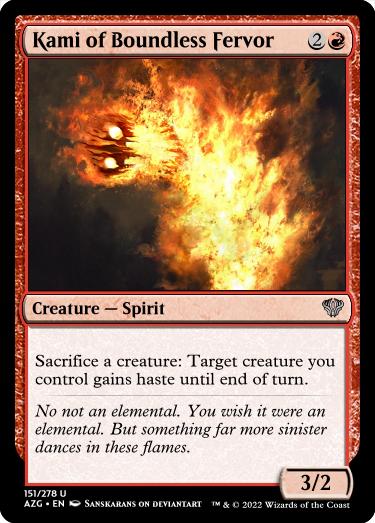 Kami of Boundless Fervor 2
Creature — Spirit
Sacrifice a creature: Target creature you
control gains haste until end of turn.
No not an elemental. You wish it were an
elemental. But something far more sinister
dances in these flames.
151/278 U
AZG • EN SANSKARANS ON DEVIANTART ™ & © 2022 Wizards of the Coast
3/2